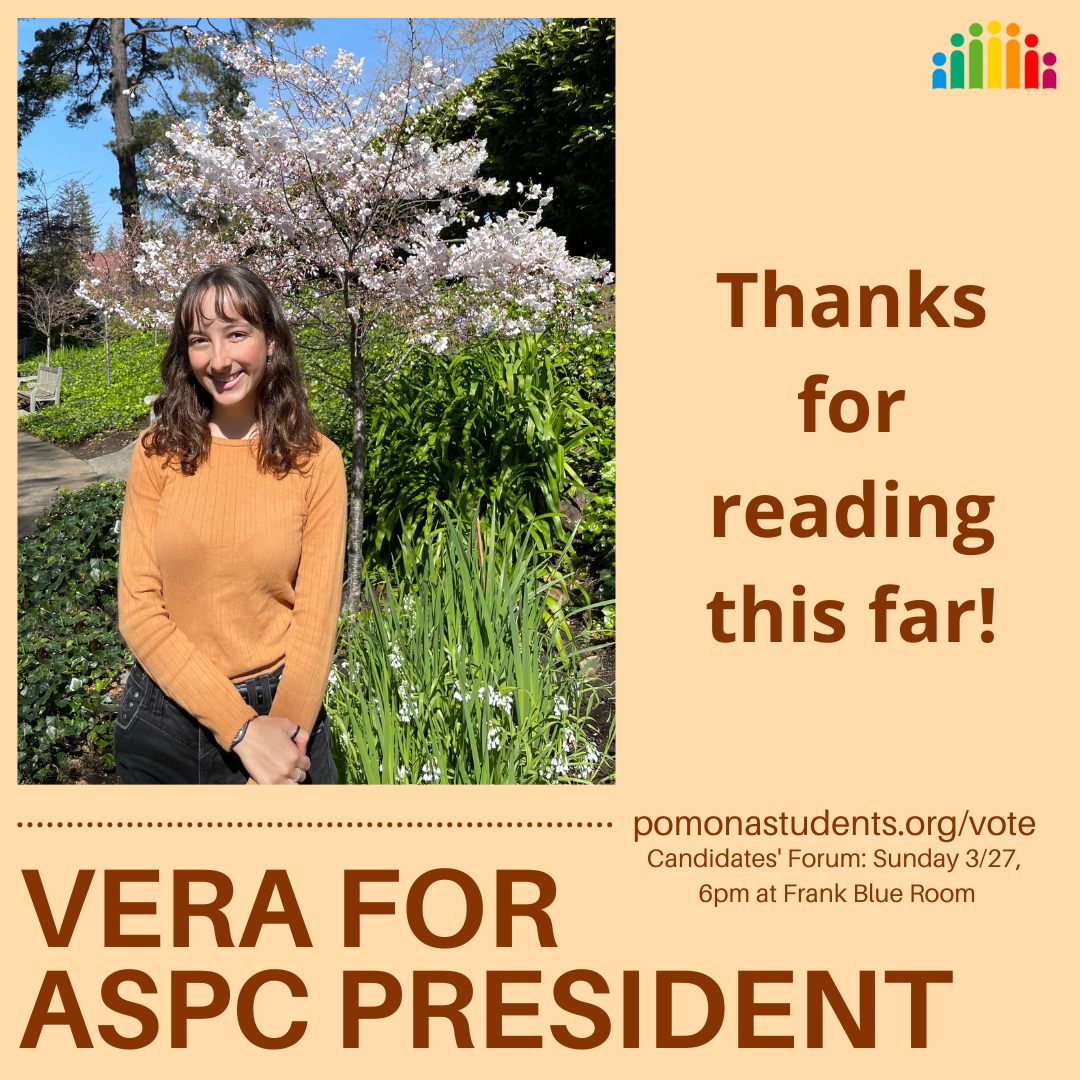 Thanks
for
reading
this far!
pomonastudents.org/vote
Candidates' Forum: Sunday 3/27,
6pm at Frank Blue Room
VERA FOR
ASPC PRESIDENT